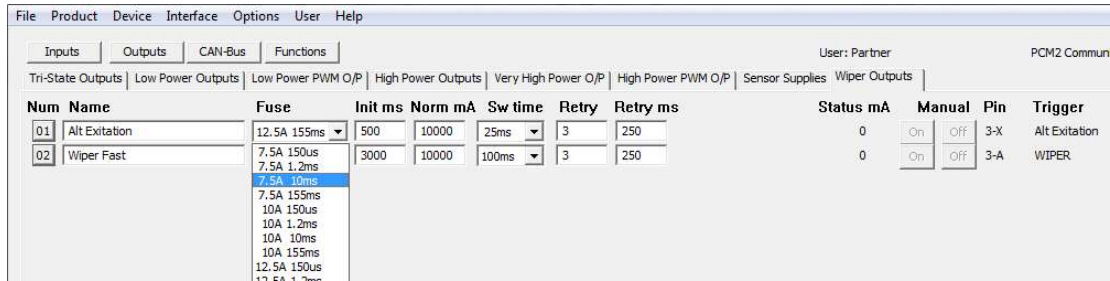 File Product Device Interface Options User Help
Inputs Outputs CAN-Bus Functions User: Partner PCM2 Commun
Tri-State Outputs Low Power Outputs Low Power PWM O/P High Power Outputs Very High Power O/P High Power PWM O/P Sensor Supplies Wiper Outputs
Num Name Fuse Init ms Norm mA Sw time Retry Retry ms Status mA Manual Pin Trigger
01 Alt Exitation 12.5A 155ms 500 10000 25ms 3 250 0 On Off 3-X Alt Exitation
02 Wiper Fast 3000 10000 100ms 3 250 0 On Off 3-A WIPER
7.5A 150us
7.5A 1.2ms
7.5A 10ms
7.5A 155ms
10A 150us
10A 1.2ms
10A 10ms
10A 155ms
12.5A 150us
12.5A 1.2ms